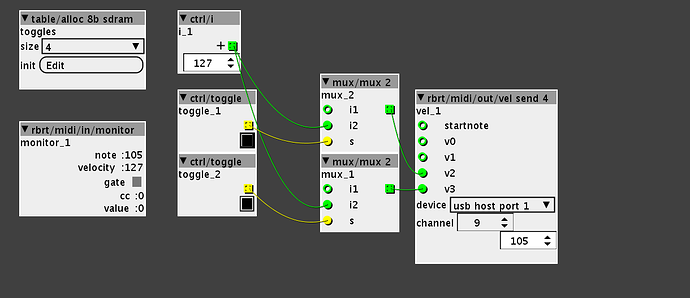 table/alloc 8b sdram
toggles
size 4
init Edit
rbrt/midi/in/monitor
monitor_1
note :105
velocity :127
gate
cc :0
value :0
ctrl/i
i_1
+
127
ctrl/toggle
toggle_1
ctrl/toggle
toggle_2
mux/mux 2
mux_2
i1
i2
s
mux/mux 2
mux_1
i1
i2
s
rbrt/midi/out/vel send 4
vel_1
startnote
v0
v1
v2
v3
device usb host port 1
channel 9
105